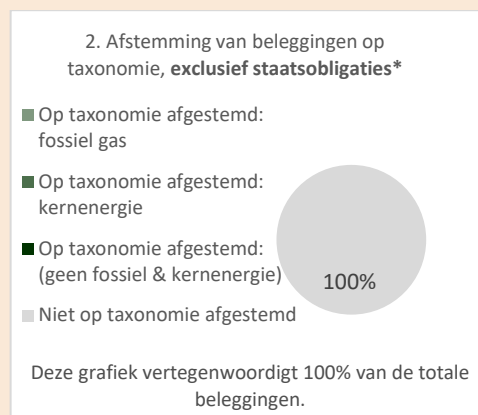 2. Afstemming van beleggingen op
taxonomie, exclusief staatsobligaties*
Op taxonomie afgestemd:
fossiel gas
Op taxonomie afgestemd:
kernenergie
Op taxonomie afgestemd:
(geen fossiel & kernenergie)
Niet op taxonomie afgestemd
100%
Deze grafiek vertegenwoordigt 100% van de totale
beleggingen.